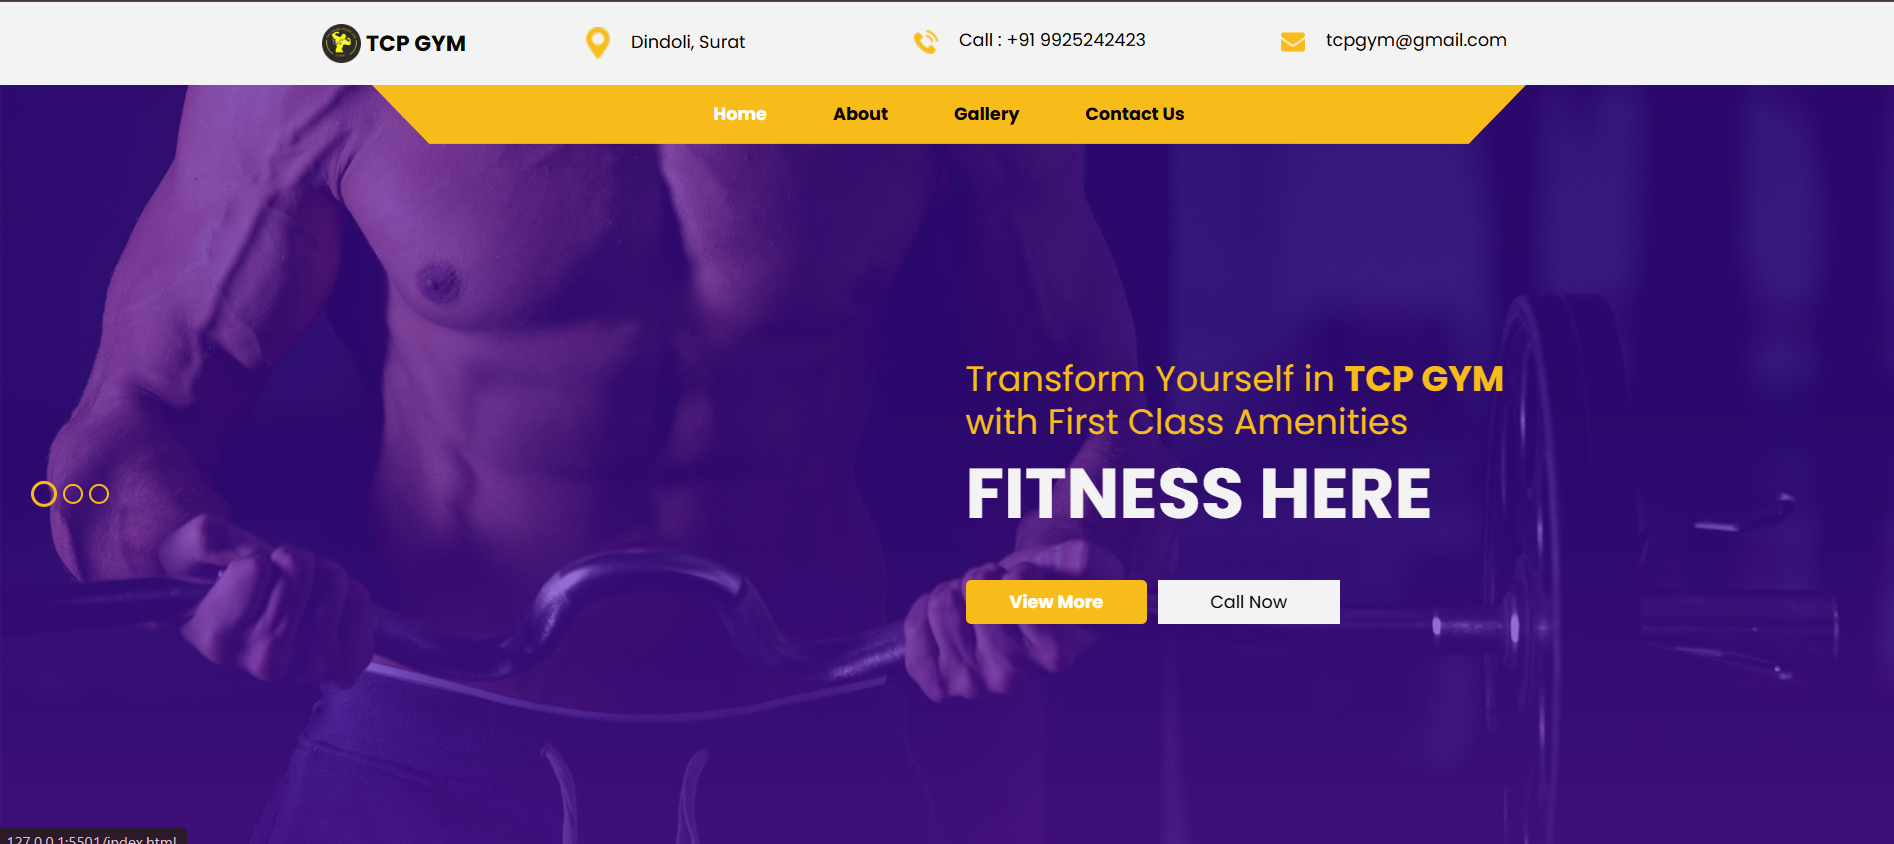 TCP GYM
Dindoli, Surat
Call : +91 9925242423
tcpgym@gmail.com
Home
About
Gallery
Contact Us
Transform Yourself in TCP GYM
with First Class Amenities
FITNESS HERE
View More
Call Now
127.0.0.1:5501/index.html